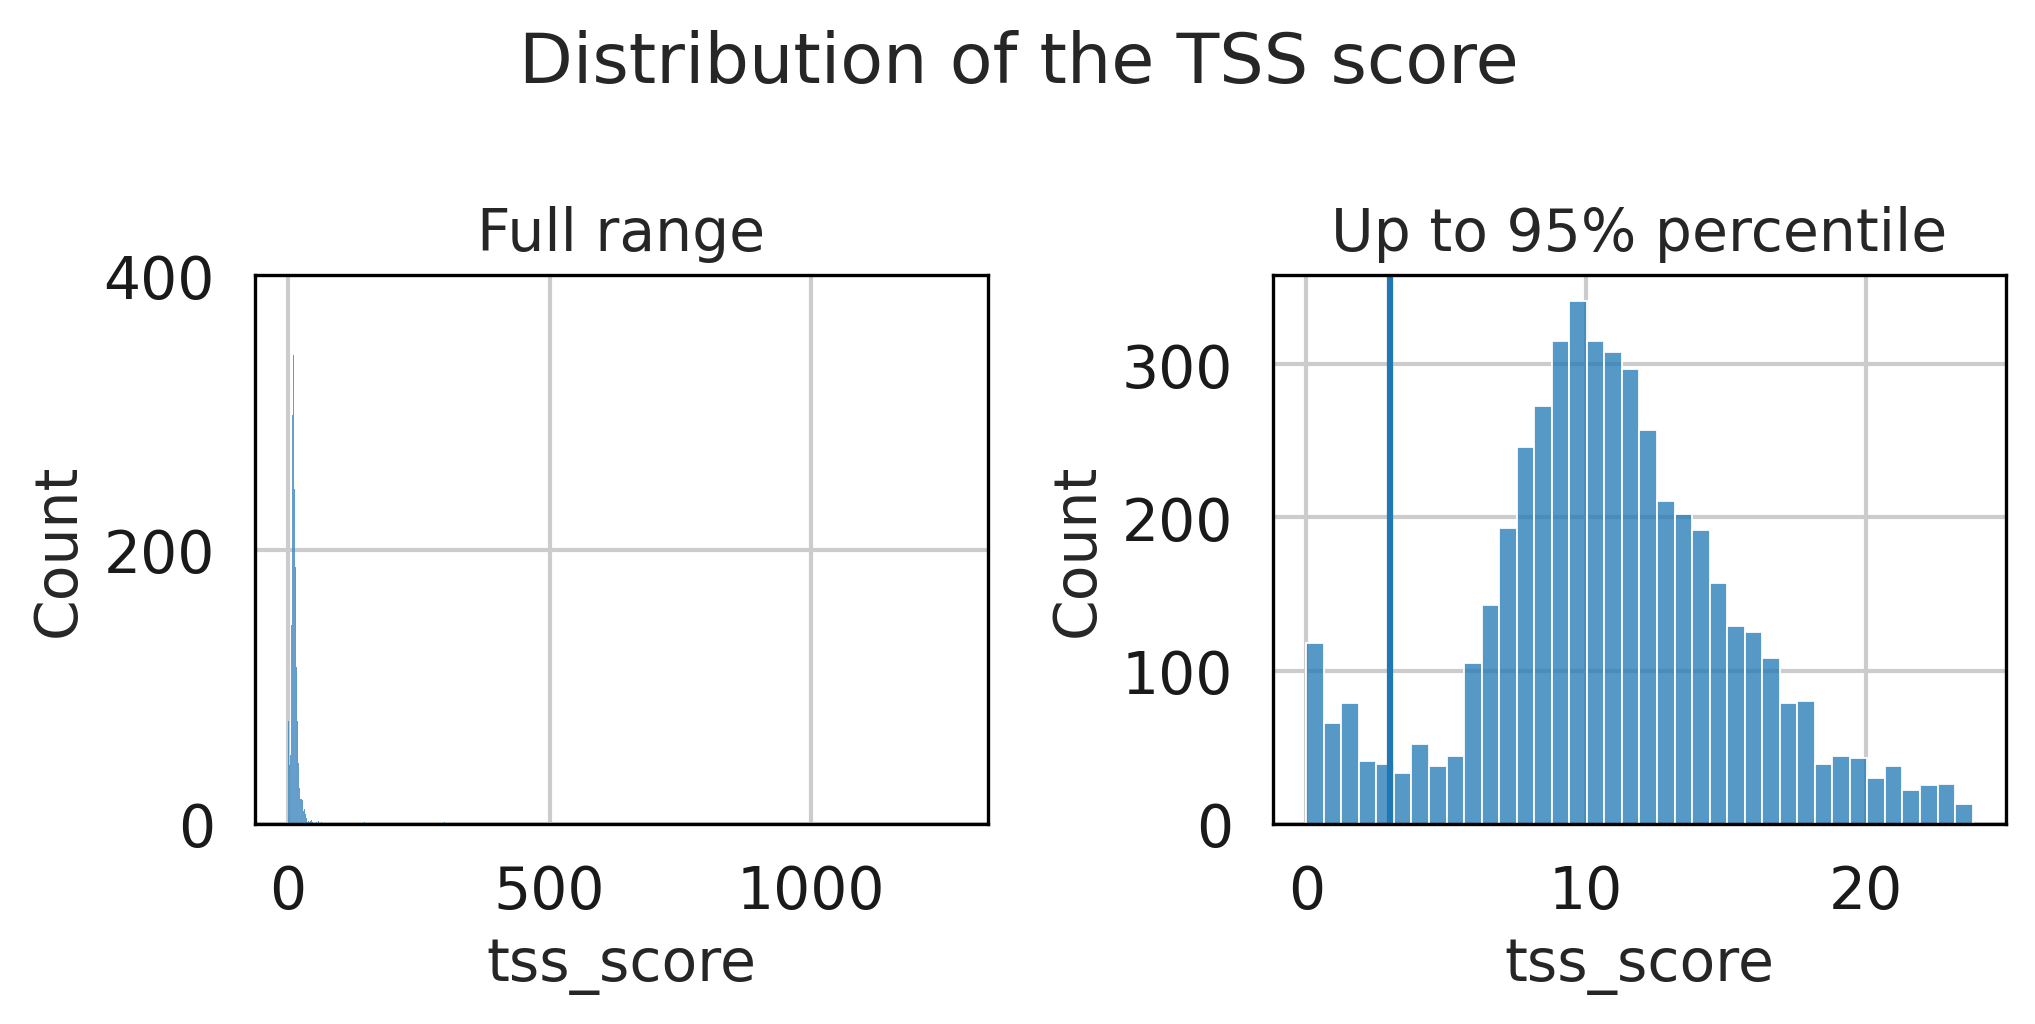 Distribution of the TSS score
Full range
400
200
0
Count
0 500 1000
tss_score
Up to 95% percentile
300
200
100
0
Count
0 10 20
tss_score